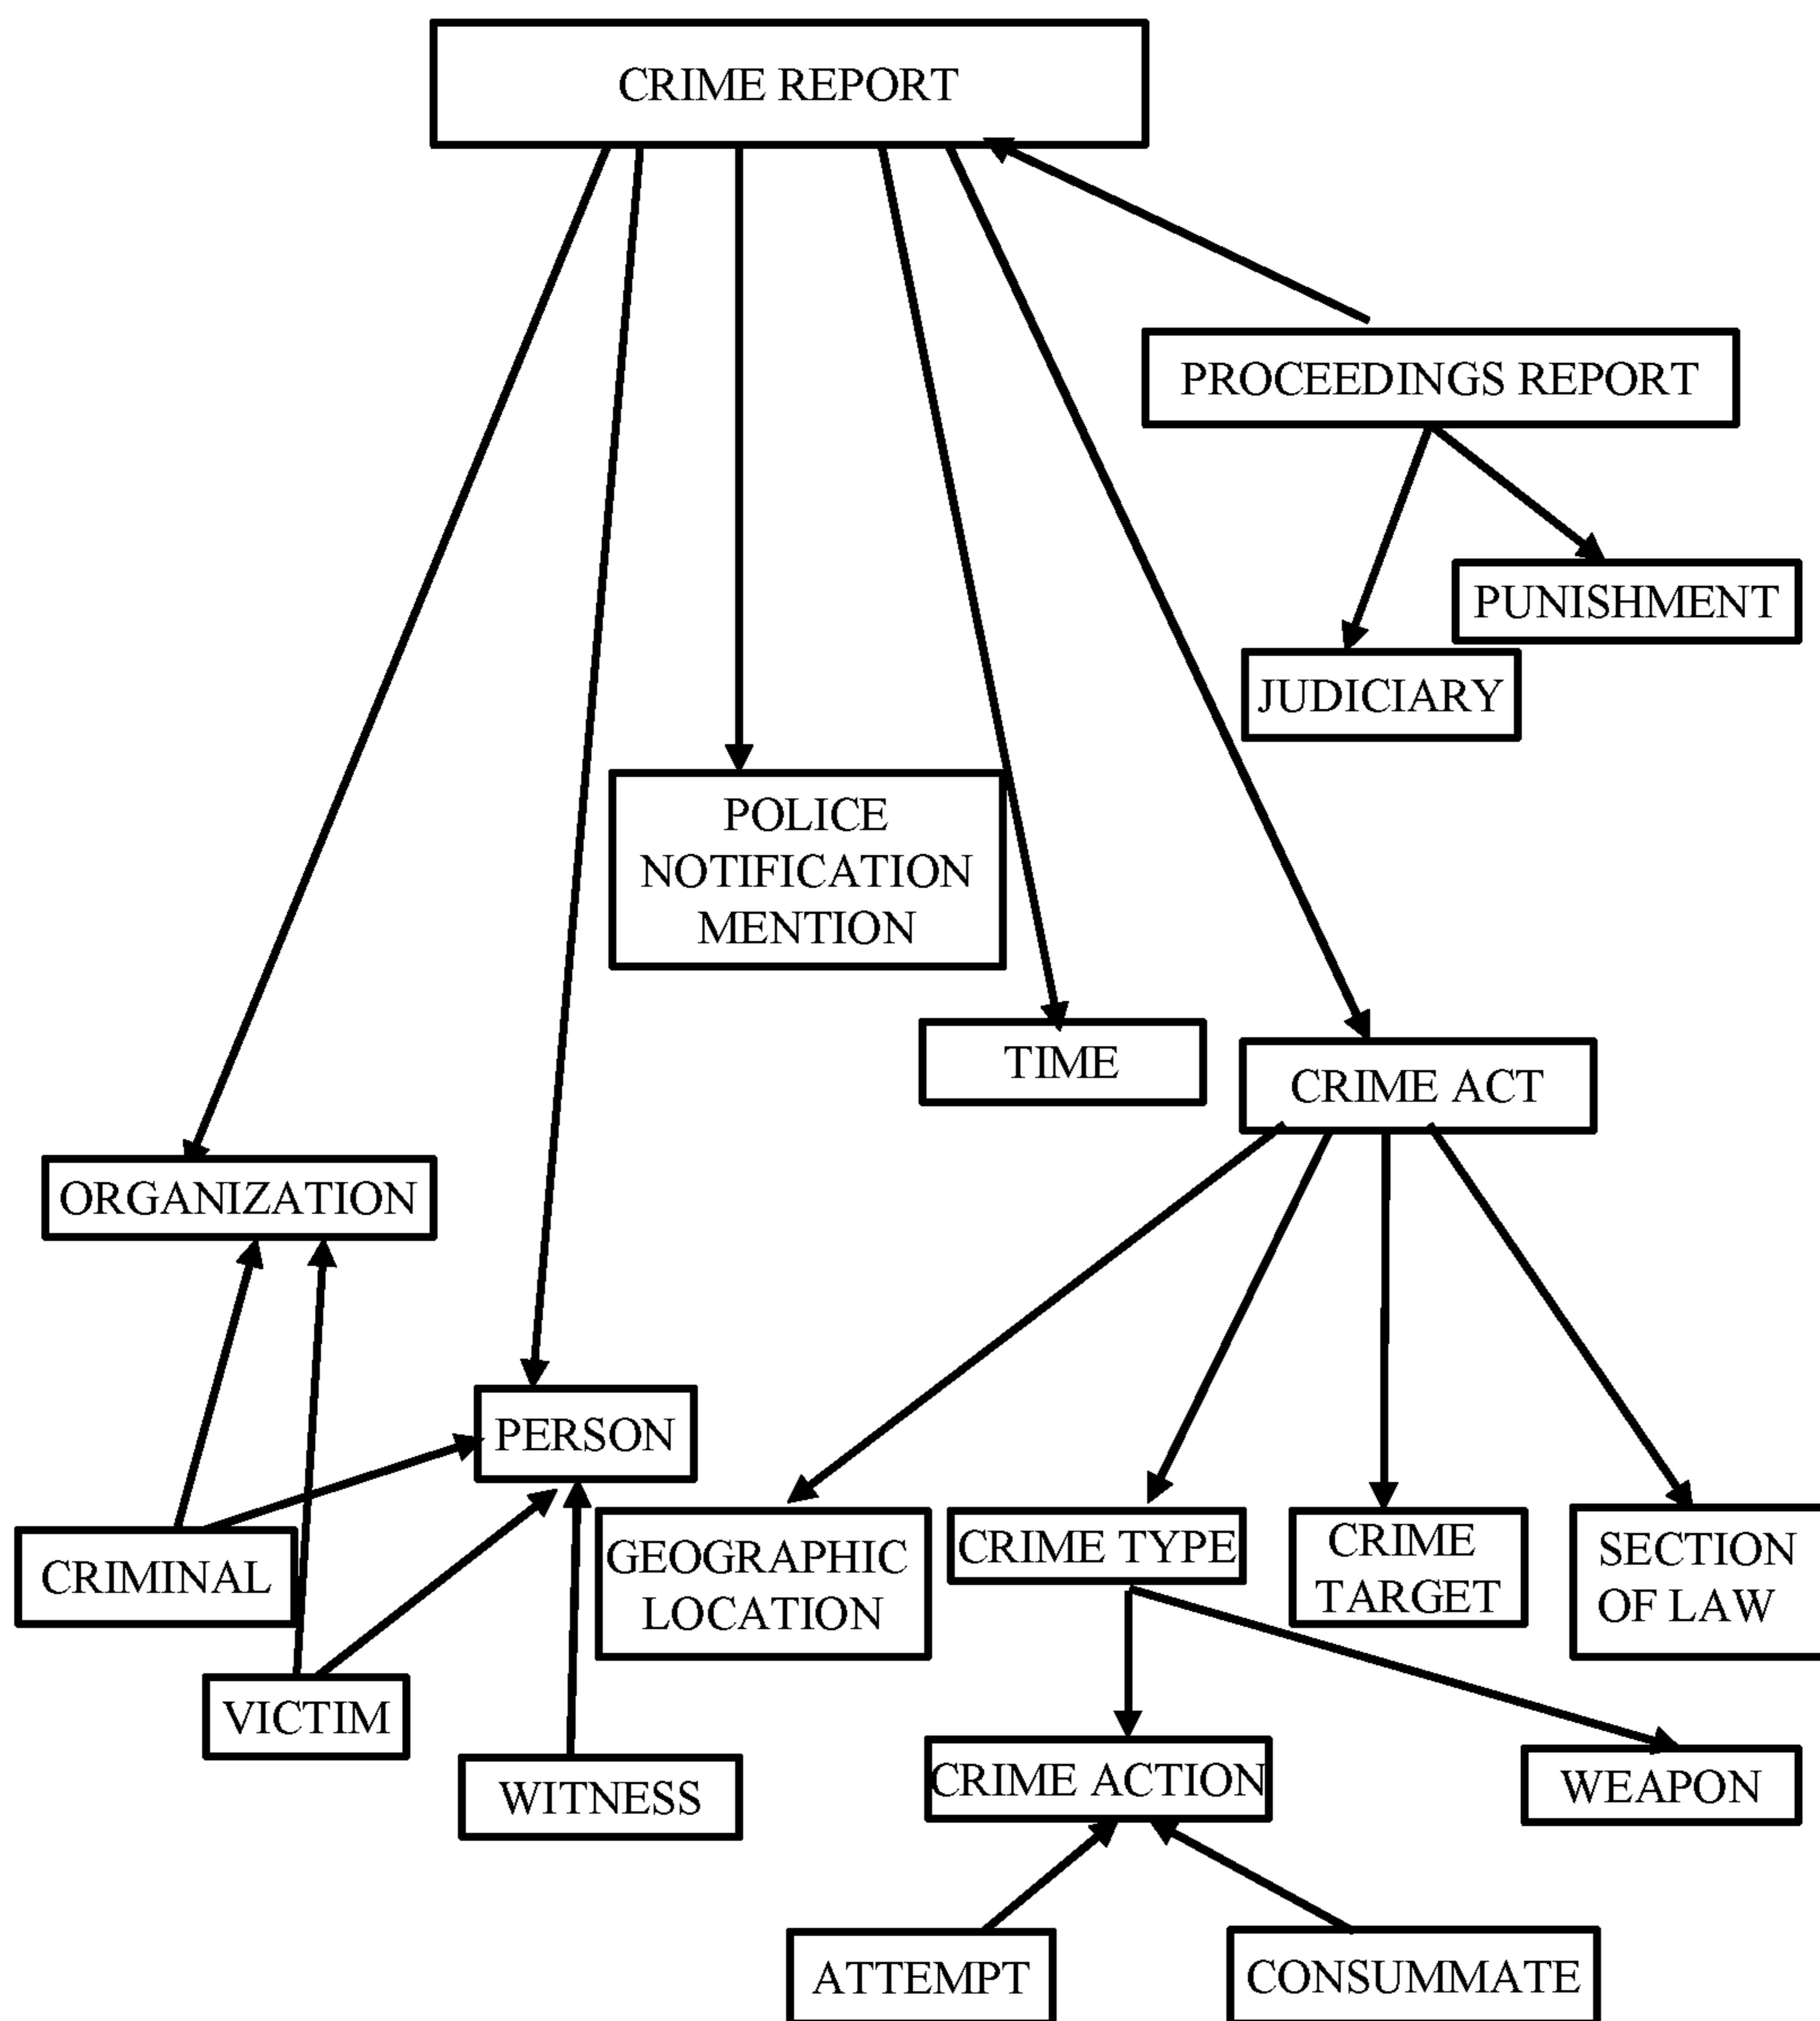 CRIME REPORT
PROCEEDINGS REPORT
PUNISHMENT
JUDICIARY
POLICE
NOTIFICATION
MENTION
TIME
CRIME ACT
ORGANIZATION
PERSON
CRIMINAL
GEOGRAPHIC
LOCATION
CRIME TYPE
CRIME
TARGET
SECTION
OF LAW
VICTIM
WITNESS
CRIME ACTION
WEAPON
ATTEMPT
CONSUMMATE